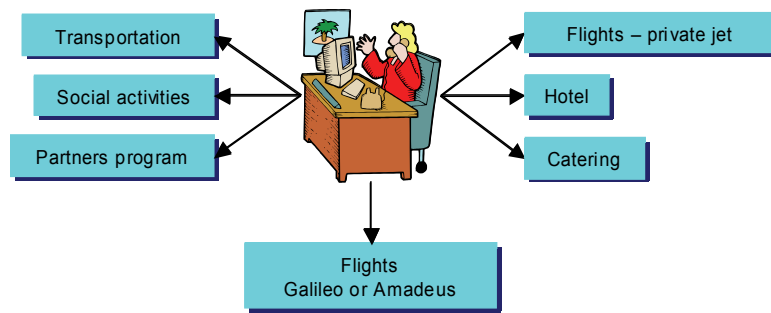 Transportation
Social activities
Partners program
Flights – private jet
Hotel
Catering
Flights
Galileo or Amadeus